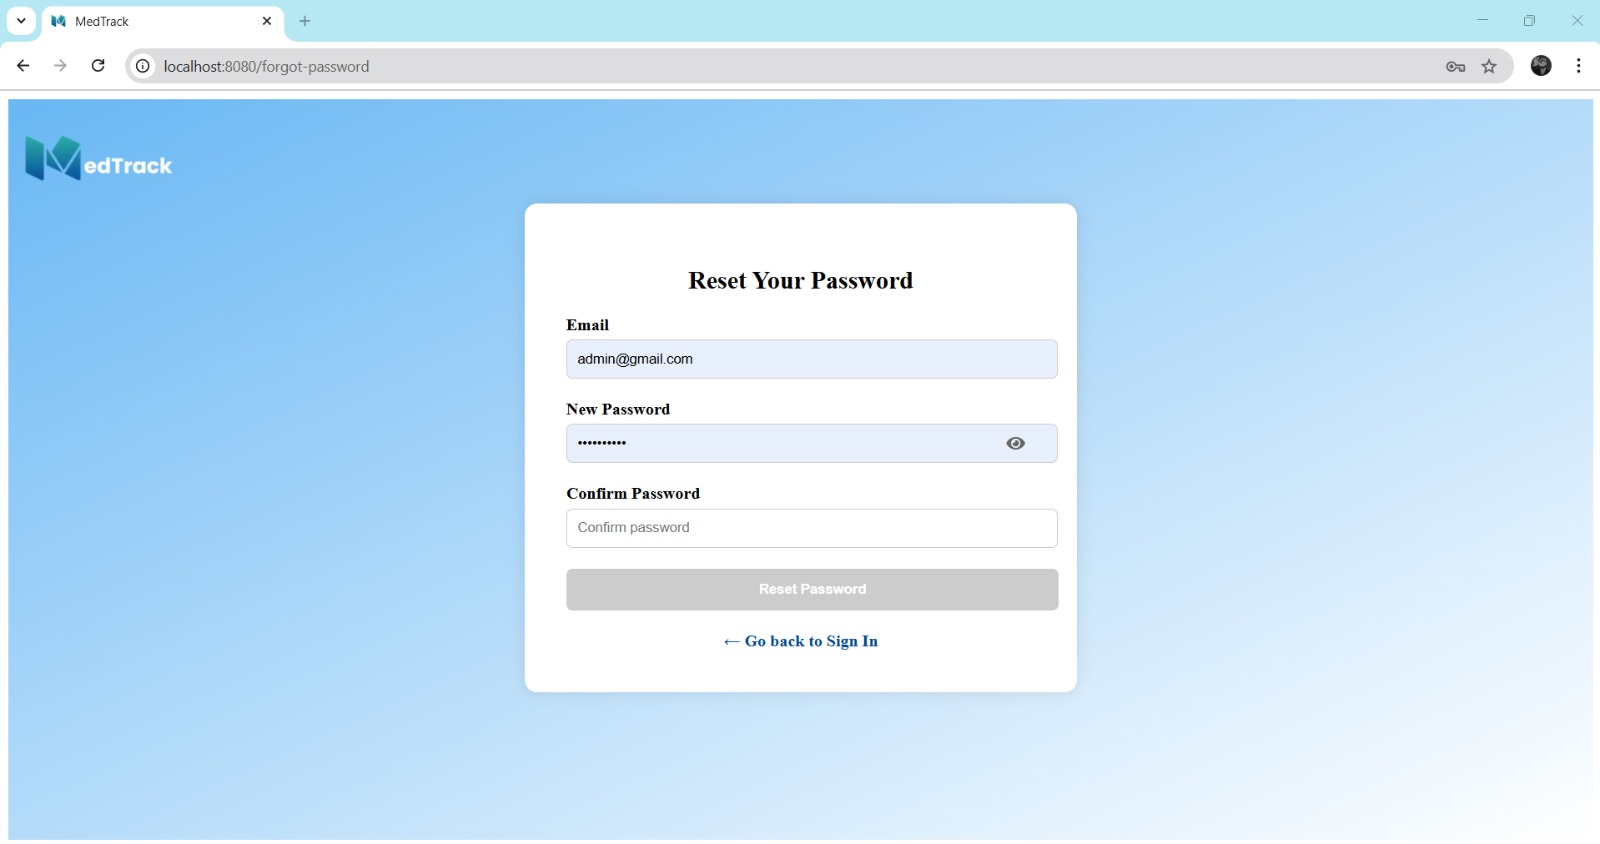 MedTrack
localhost:8080/forgot-password
MedTrack
Reset Your Password
Email
admin@gmail.com
New Password
••••••••••
Confirm Password
Confirm password
Reset Password
← Go back to Sign In